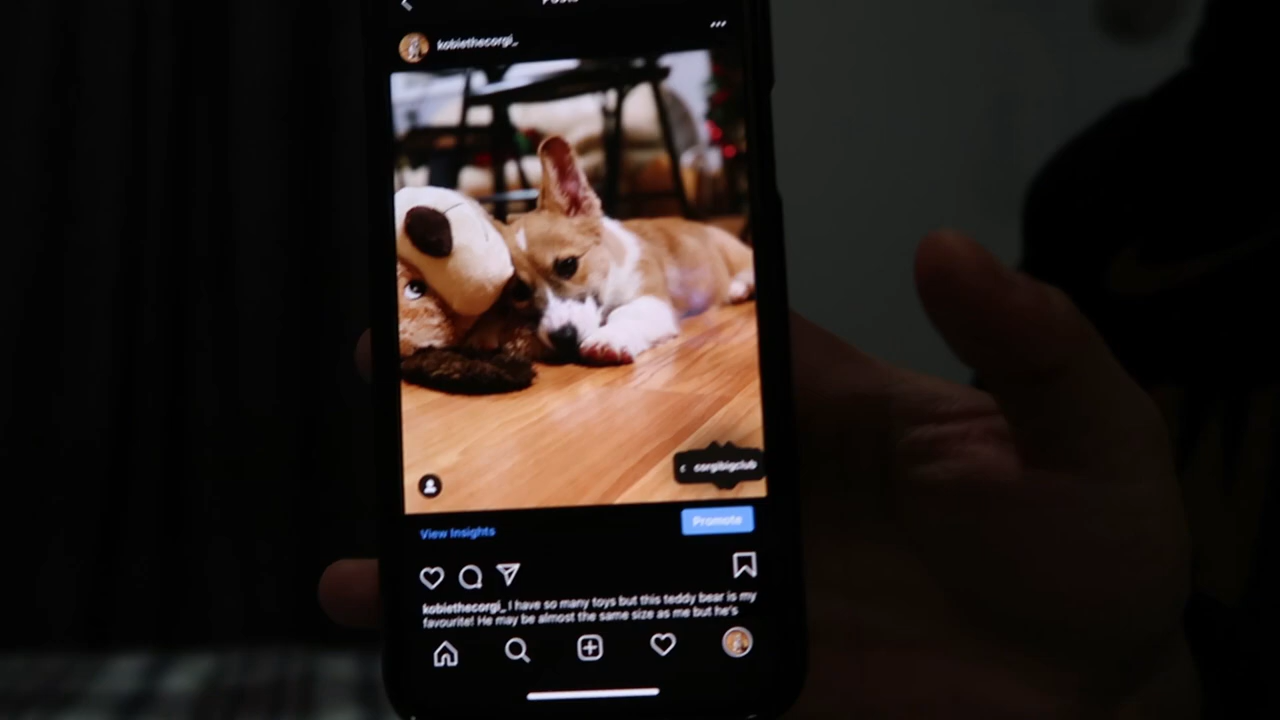 Posts
kobiethecorgi_
corgibigclub
View Insights
Promote
kobiethecorgi_ I have so many toys but this teddy bear is my
favourite! He may be almost the same size as me but he's